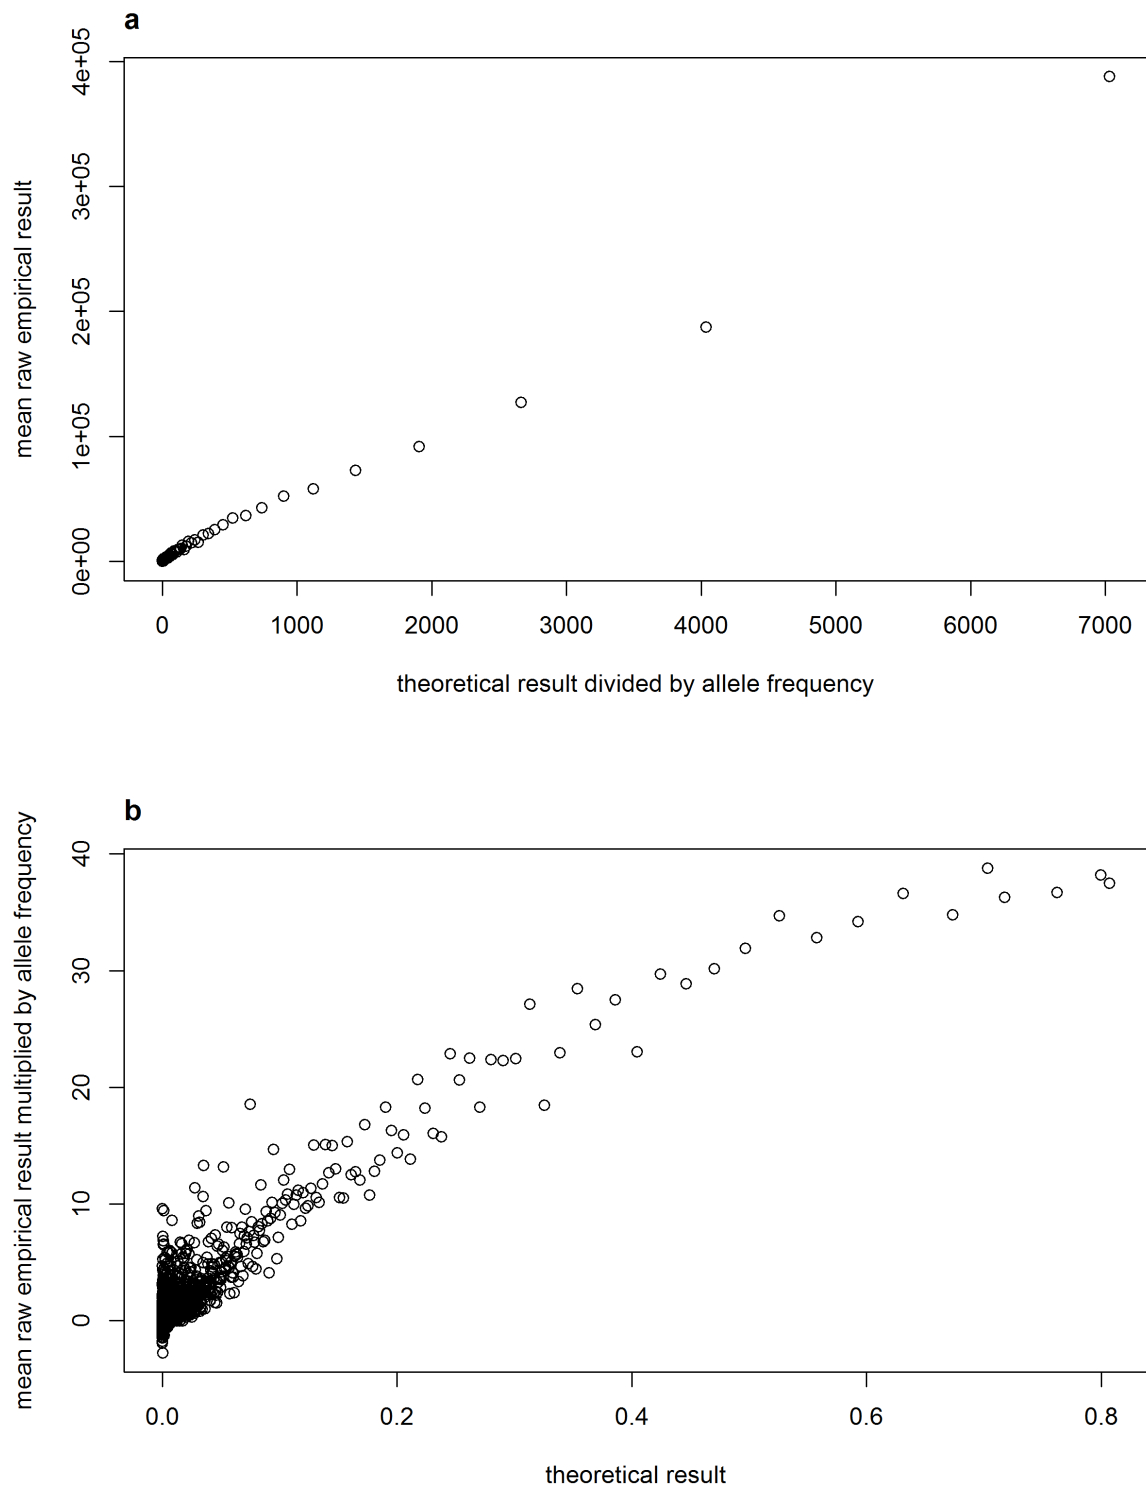 a
mean raw empirical result
4e+05
3e+05
2e+05
1e+05
0e+00
0 1000 2000 3000 4000 5000 6000 7000
theoretical result divided by allele frequency
b
mean raw empirical result multiplied by allele frequency
40
30
20
10
0
0.0 0.2 0.4 0.6 0.8
theoretical result